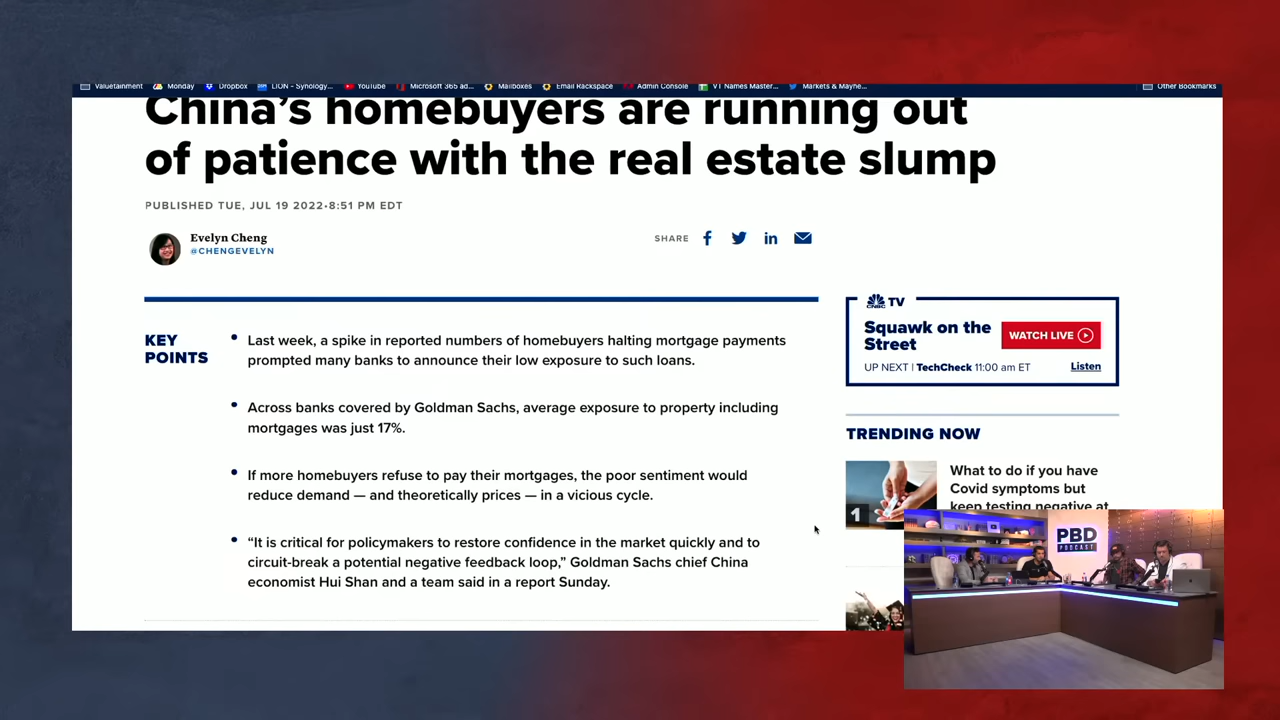 Valuetainment Monday Dropbox LION - Synology... YouTube Microsoft 365 ad... Mailboxes Email Rackspace Admin Console VT Names Master... Markets & Mayhe... Other Bookmarks
China's homebuyers are running out
of patience with the real estate slump
PUBLISHED TUE, JUL 19 2022•8:51 PM EDT
Evelyn Cheng
@CHENGEVELYN
SHARE
KEY
POINTS
• Last week, a spike in reported numbers of homebuyers halting mortgage payments
prompted many banks to announce their low exposure to such loans.
• Across banks covered by Goldman Sachs, average exposure to property including
mortgages was just 17%.
• If more homebuyers refuse to pay their mortgages, the poor sentiment would
reduce demand — and theoretically prices — in a vicious cycle.
• “It is critical for policymakers to restore confidence in the market quickly and to
circuit-break a potential negative feedback loop,” Goldman Sachs chief China
economist Hui Shan and a team said in a report Sunday.
CNBC TV
Squawk on the
Street
WATCH LIVE
UP NEXT | TechCheck 11:00 am ET
Listen
TRENDING NOW
1
What to do if you have
Covid symptoms but
keep testing negative at
PBD
PODCAST